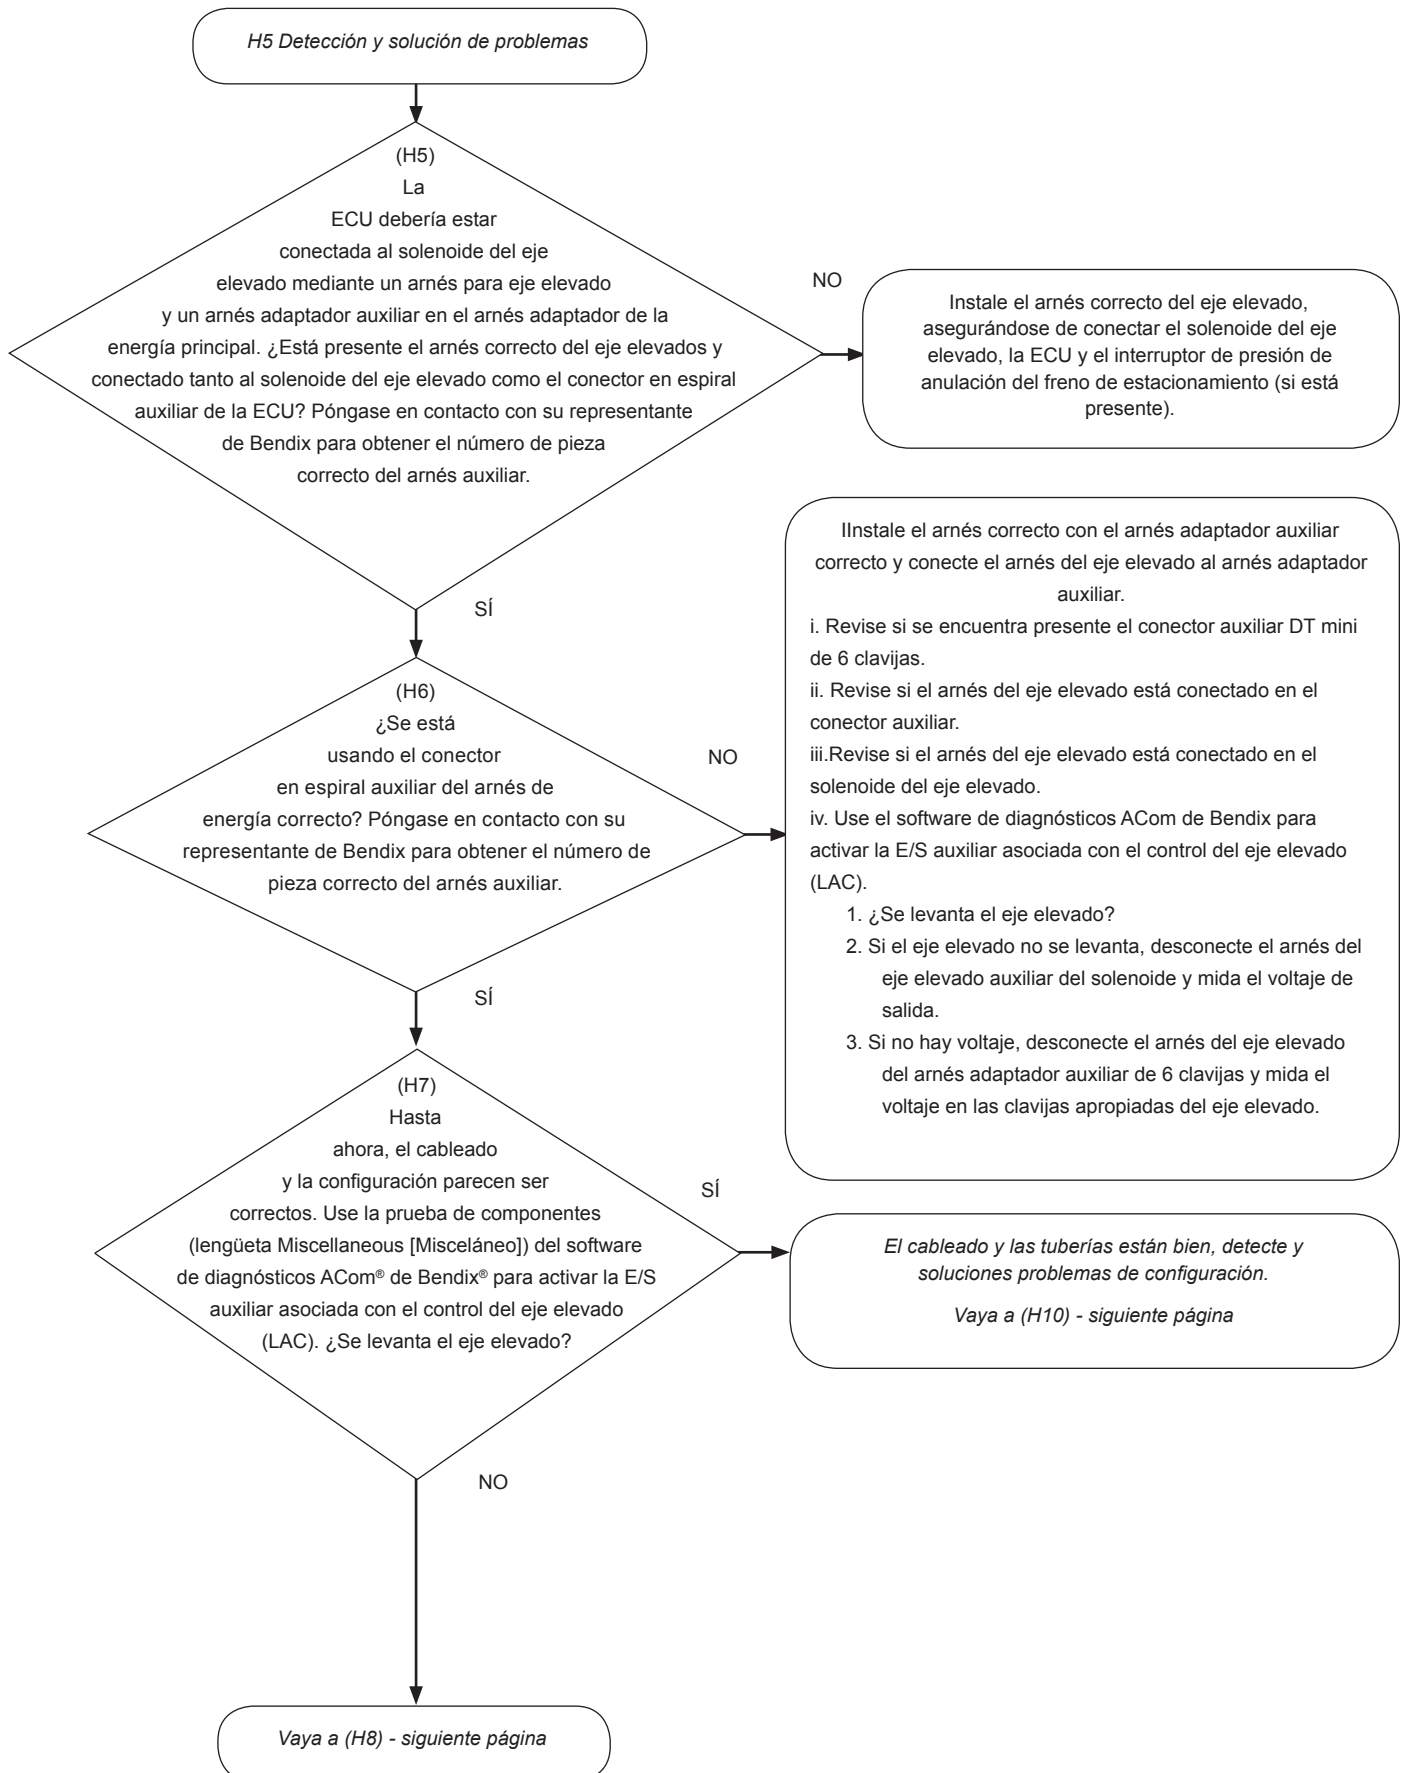 H5 Detección y solución de problemas
(H5)
La
ECU debería estar
conectada al solenoide del eje
elevado mediante un arnés para eje elevado
y un arnés adaptador auxiliar en el arnés adaptador de la
energía principal. ¿Está presente el arnés correcto del eje elevados y
conectado tanto al solenoide del eje elevado como el conector en espiral
auxiliar de la ECU? Póngase en contacto con su representante
de Bendix para obtener el número de pieza
correcto del arnés auxiliar.
NO
Instale el arnés correcto del eje elevado,
asegurándose de conectar el solenoide del eje
elevado, la ECU y el interruptor de presión de
anulación del freno de estacionamiento (si está
presente).
SÍ
(H6)
¿Se está
usando el conector
en espiral auxiliar del arnés de
energía correcto? Póngase en contacto con su
representante de Bendix para obtener el número de
pieza correcto del arnés auxiliar.
NO
IInstale el arnés correcto con el arnés adaptador auxiliar
correcto y conecte el arnés del eje elevado al arnés adaptador
auxiliar.
i. Revise si se encuentra presente el conector auxiliar DT mini
de 6 clavijas.
ii. Revise si el arnés del eje elevado está conectado en el
conector auxiliar.
iii.Revise si el arnés del eje elevado está conectado en el
solenoide del eje elevado.
iv. Use el software de diagnósticos ACom de Bendix para
activar la E/S auxiliar asociada con el control del eje elevado
(LAC).
1. ¿Se levanta el eje elevado?
2. Si el eje elevado no se levanta, desconecte el arnés del
eje elevado auxiliar del solenoide y mida el voltaje de
salida.
3. Si no hay voltaje, desconecte el arnés del eje elevado
del arnés adaptador auxiliar de 6 clavijas y mida el
voltaje en las clavijas apropiadas del eje elevado.
SÍ
(H7)
Hasta
ahora, el cableado
y la configuración parecen ser
correctos. Use la prueba de componentes
(lengüeta Miscellaneous [Misceláneo]) del software
de diagnósticos ACom® de Bendix® para activar la E/S
auxiliar asociada con el control del eje elevado
(LAC). ¿Se levanta el eje elevado?
SÍ
El cableado y las tuberías están bien, detecte y
soluciones problemas de configuración.
Vaya a (H10) - siguiente página
NO
Vaya a (H8) - siguiente página